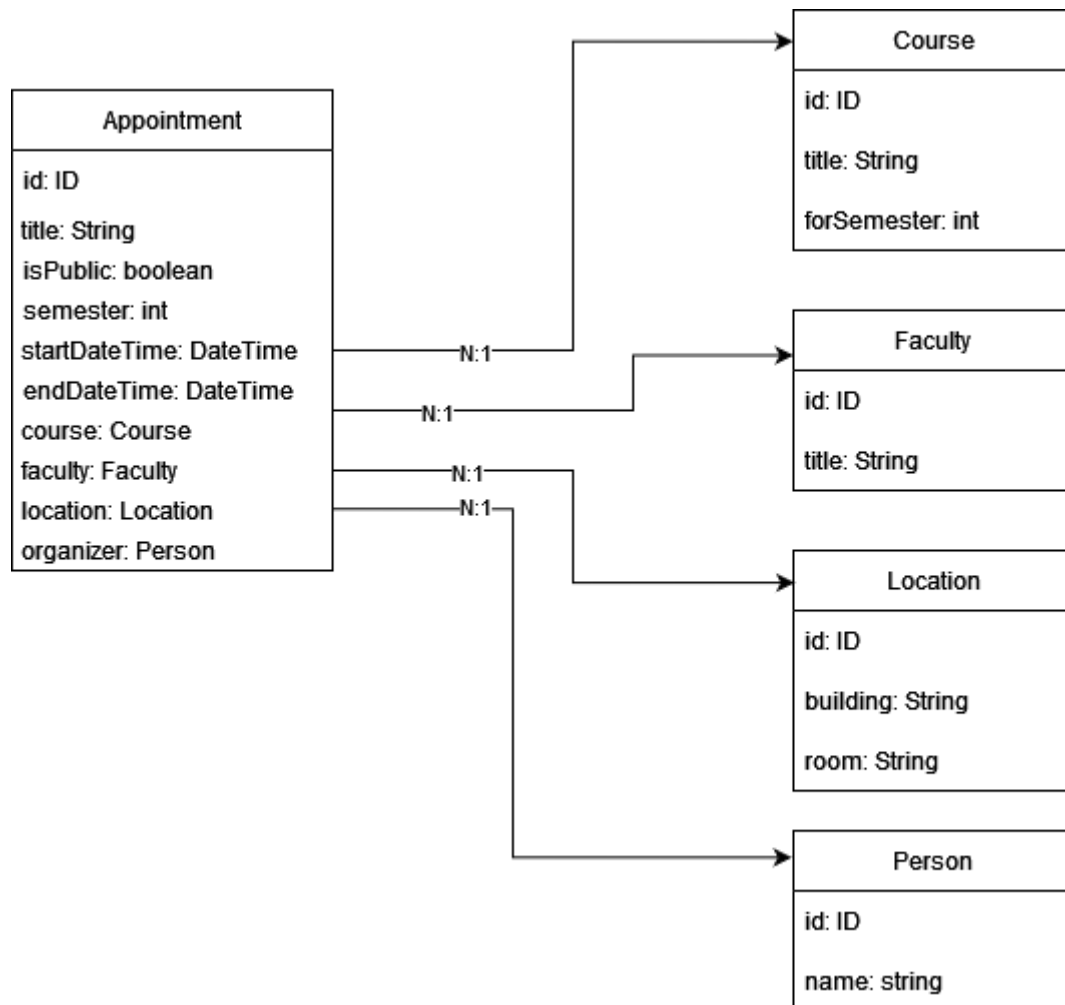 Appointment
id: ID
title: String
isPublic: boolean
semester: int
startDateTime: DateTime
endDateTime: DateTime
course: Course
faculty: Faculty
location: Location
organizer: Person
N:1
N:1
N:1
N:1
Course
id: ID
title: String
forSemester: int
Faculty
id: ID
title: String
Location
id: ID
building: String
room: String
Person
id: ID
name: string